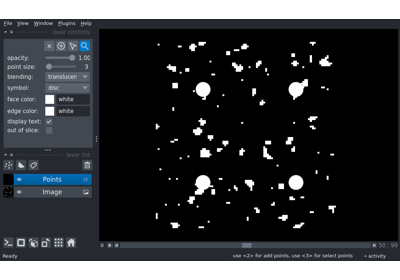 File View Window Plugins Help
layer controls
opacity: 1.00
point size: 3
blending: translucen
symbol: disc
face color: white
edge color: white
display text:
out of slice:
layer list
Points
Image
0 50 99
Ready use <2> for add points, use <3> for select points activity